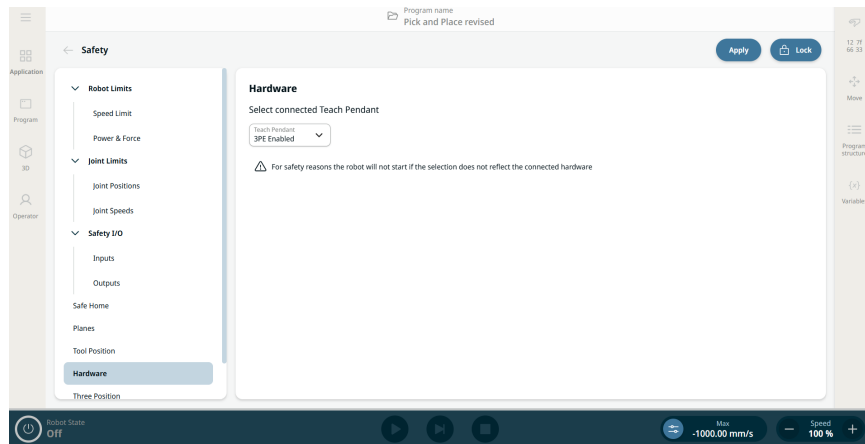 Program name
Pick and Place revised
Safety
Apply
Lock
Application
Program
3D
Operator
Robot Limits
Speed Limit
Power & Force
Joint Limits
Joint Positions
Joint Speeds
Safety I/O
Inputs
Outputs
Safe Home
Planes
Tool Position
Hardware
Three Position
Hardware
Select connected Teach Pendant
Teach Pendant
3PE Enabled
For safety reasons the robot will not start if the selection does not reflect the connected hardware
Move
Program
structure
{x}
Variable
Robot State
Off
Max
-1000.00 mm/s
Speed
100 %